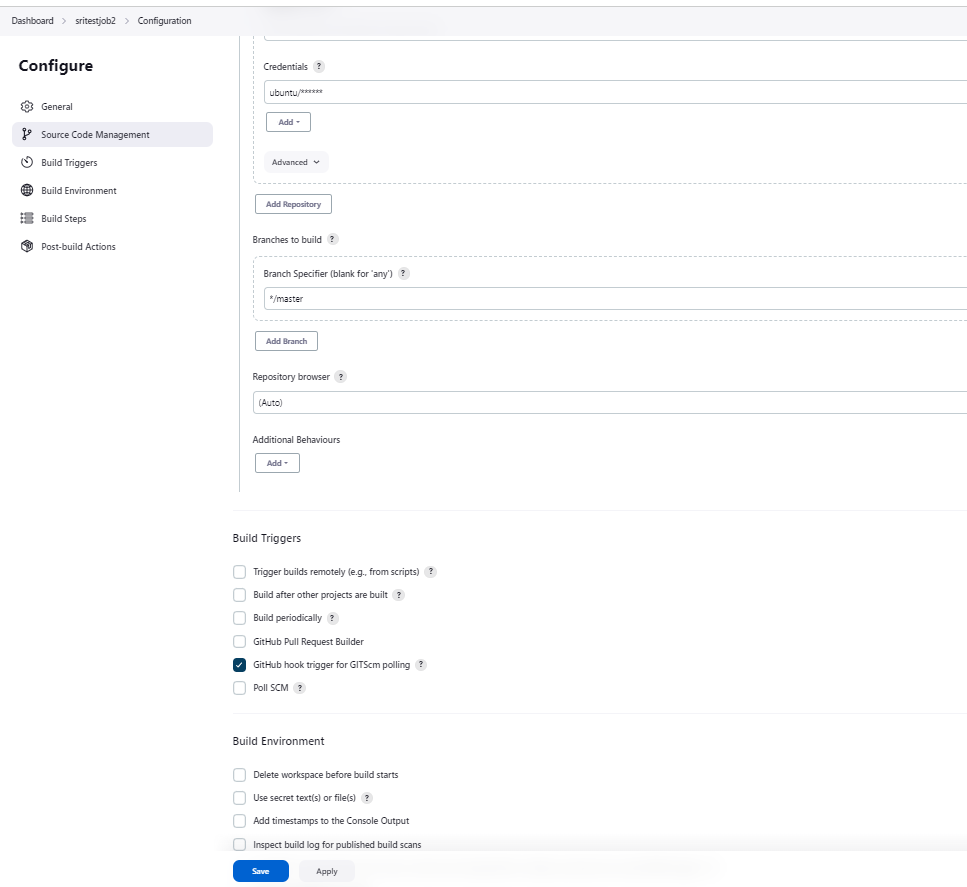 Dashboard > sritestjob2 > Configuration
Configure
General
Source Code Management
Build Triggers
Build Environment
Build Steps
Post-build Actions
Credentials ?
ubuntu/******
Add
Advanced
Add Repository
Branches to build ?
Branch Specifier (blank for 'any') ?
*/master
Add Branch
Repository browser ?
(Auto)
Additional Behaviours
Add
Build Triggers
Trigger builds remotely (e.g., from scripts) ?
Build after other projects are built ?
Build periodically ?
GitHub Pull Request Builder
GitHub hook trigger for GITScm polling ?
Poll SCM ?
Build Environment
Delete workspace before build starts
Use secret text(s) or file(s) ?
Add timestamps to the Console Output
Inspect build log for published build scans
Save Apply